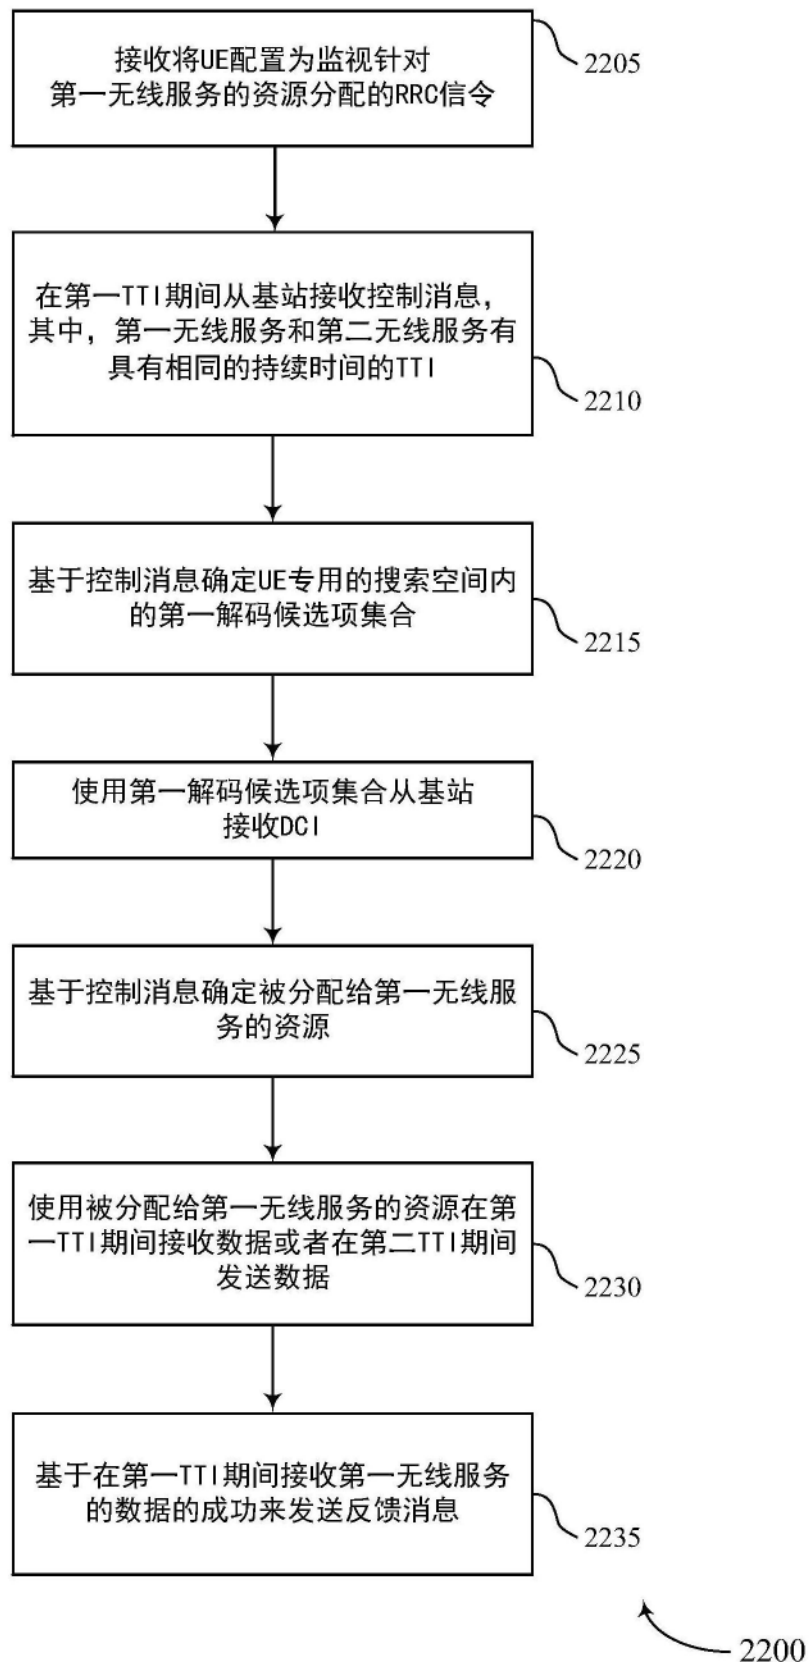 接收将UE配置为监视针对
第一无线服务的资源分配的RRC信令
2205
在第一TTI期间从基站接收控制消息，
其中，第一无线服务和第二无线服务有
具有相同的持续时间的TTI
2210
基于控制消息确定UE专用的搜索空间内
的第一解码候选项集合
2215
使用第一解码候选项集合从基站
接收DCI
2220
基于控制消息确定被分配给第一无线服
务的资源
2225
使用被分配给第一无线服务的资源在第
一TTI期间接收数据或者在第二TTI期间
发送数据
2230
基于在第一TTI期间接收第一无线服务
的数据的成功来发送反馈消息
2235
2200